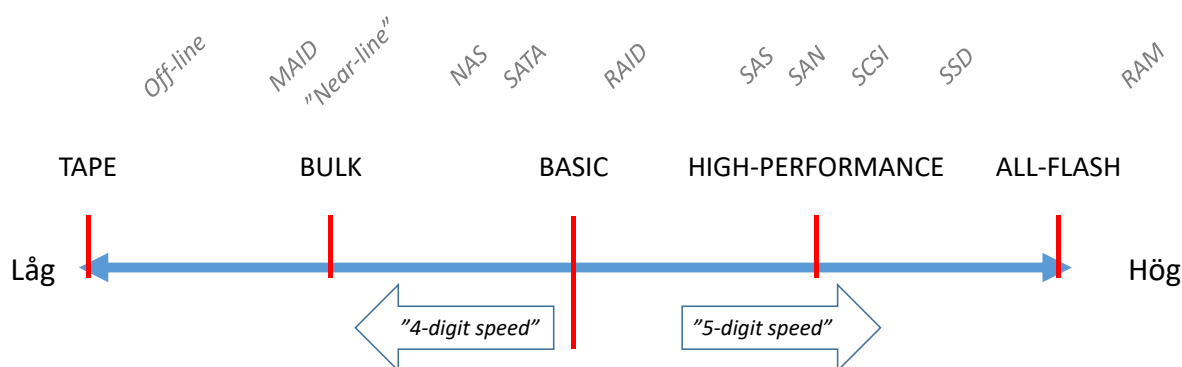 Off-line MAID ”Near-line” NAS SATA RAID SAS SAN SCSI SSD RAM
TAPE BULK BASIC HIGH-PERFORMANCE ALL-FLASH
Låg Hög
”4-digit speed” ”5-digit speed”